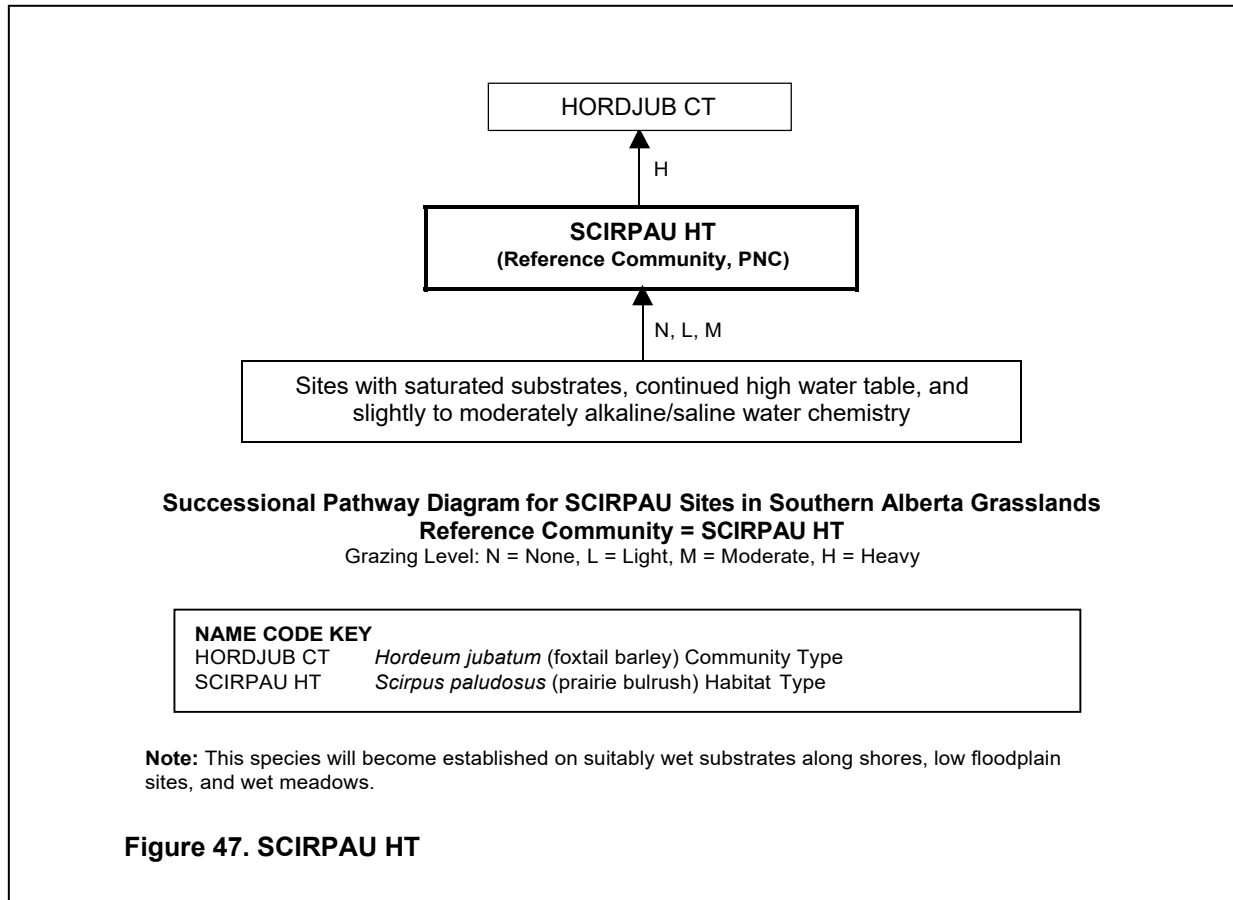 HORDJUB CT
H
SCIRPAU HT
(Reference Community, PNC)
N, L, M
Sites with saturated substrates, continued high water table, and
slightly to moderately alkaline/saline water chemistry
Successional Pathway Diagram for SCIRPAU Sites in Southern Alberta Grasslands
Reference Community = SCIRPAU HT
Grazing Level: N = None, L = Light, M = Moderate, H = Heavy
NAME CODE KEY
HORDJUB CT Hordeum jubatum (foxtail barley) Community Type
SCIRPAU HT Scirpus paludosus (prairie bulrush) Habitat Type
Note: This species will become established on suitably wet substrates along shores, low floodplain
sites, and wet meadows.
Figure 47. SCIRPAU HT